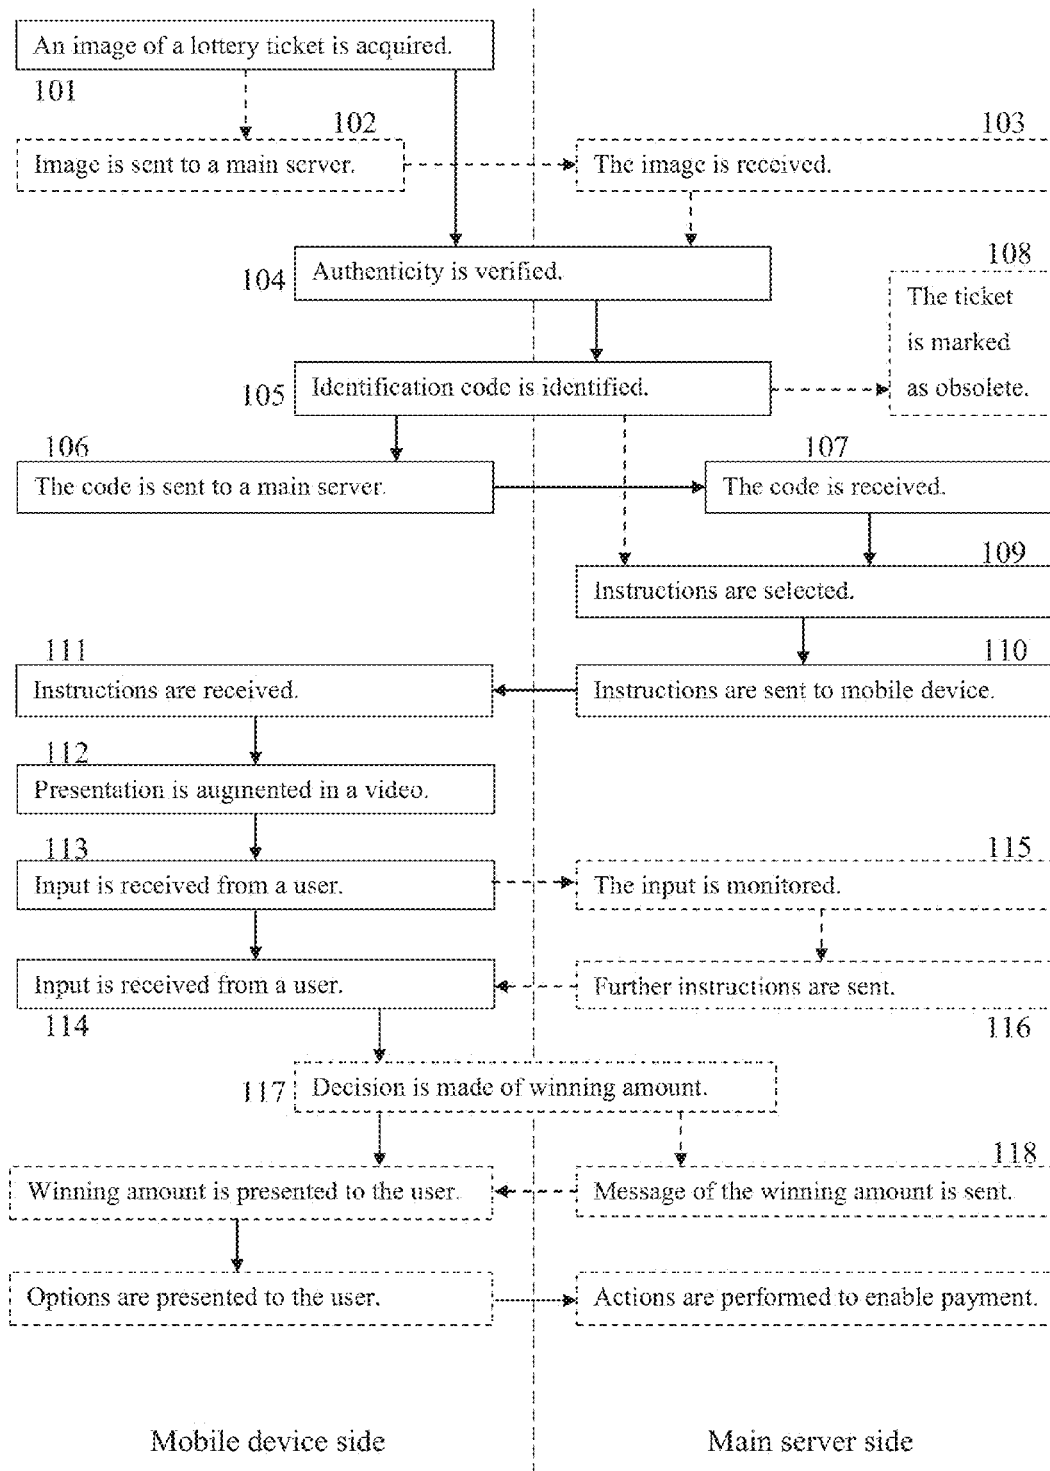 An image of a lottery ticket is acquired.
101
102
103
Image is sent to a main server.
The image is received.
104
Authenticity is verified.
108
The ticket
is marked
as obsolete.
105
Identification code is identified.
106
107
The code is sent to a main server.
The code is received.
109
Instructions are selected.
111
110
Instructions are received.
Instructions are sent to mobile device.
112
Presentation is augmented in a video.
113
115
Input is received from a user.
The input is monitored.
Input is received from a user.
Further instructions are sent.
114
116
117
Decision is made of winning amount.
118
Winning amount is presented to the user.
Message of the winning amount is sent.
Options are presented to the user.
Actions are performed to enable payment.
Mobile device side
Main server side